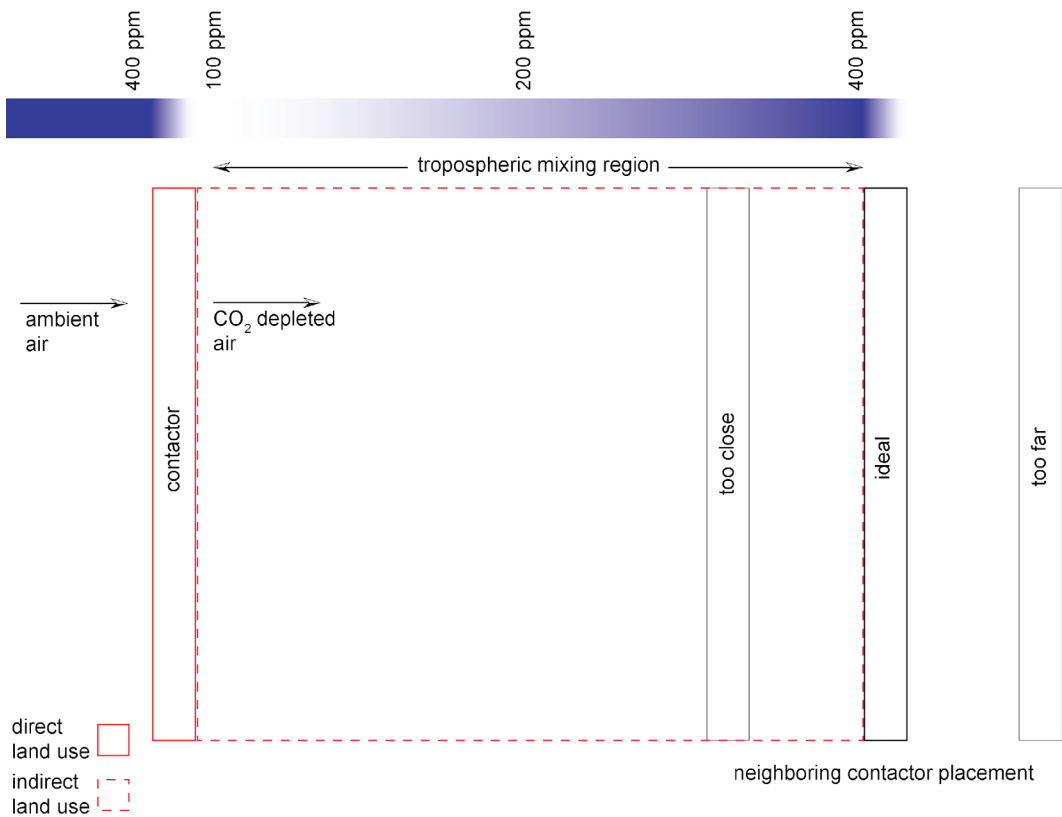 400 ppm
100 ppm
200 ppm
400 ppm
tropospheric mixing region
ambient
air
CO₂ depleted
air
contactor
too close
ideal
too far
direct
land use
indirect
land use
neighboring contactor placement